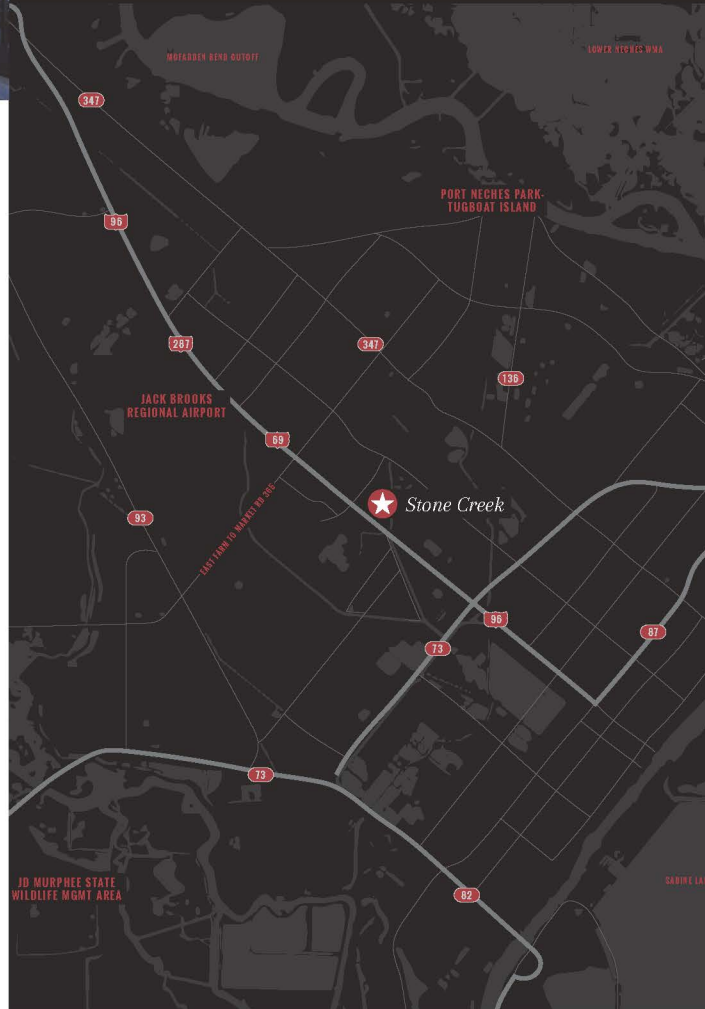 MCFADDEN BEND CUTOFF
LOWER NECHES WMA
347
PORT NECHES PARK-
TUGBOAT ISLAND
96
287
347
136
JACK BROOKS
REGIONAL AIRPORT
69
EAST FARM TO MARKET RD 365
Stone Creek
93
96
87
73
73
JD MURPHEE STATE
WILDLIFE MGMT AREA
SABINE LA
82